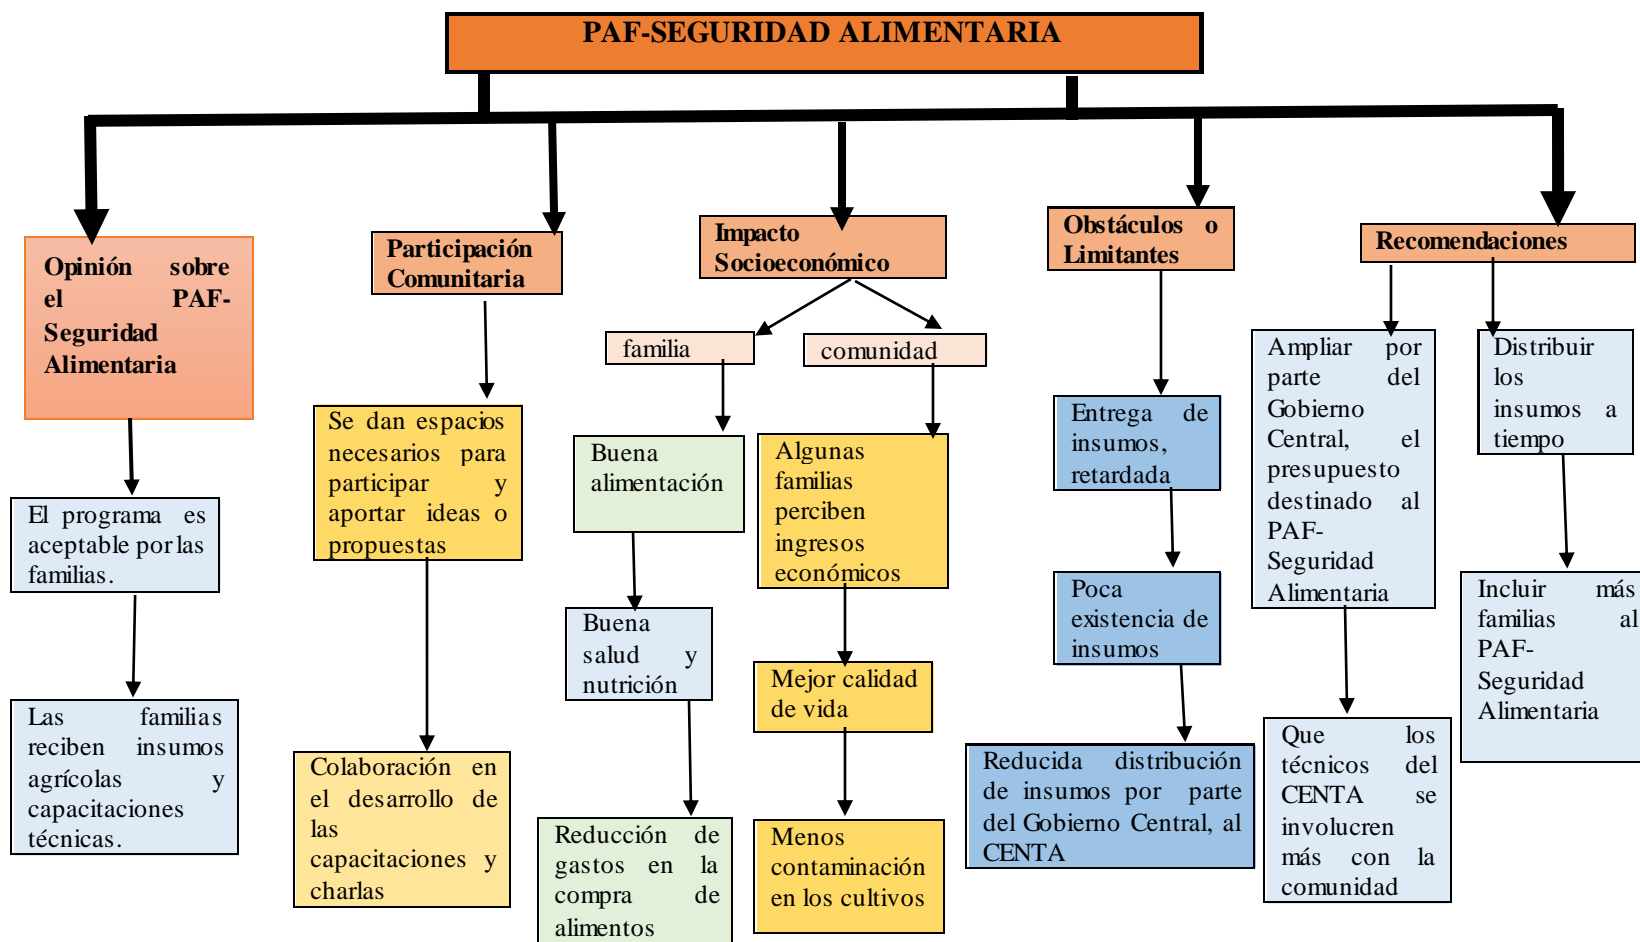 PAF-SEGURIDAD ALIMENTARIA
Opinión sobre
el PAF-
Seguridad
Alimentaria
El programa es
aceptable por las
familias.
Las familias
reciben insumos
agrícolas y
capacitaciones
técnicas.
Participación
Comunitaria
Se dan espacios
necesarios para
participar y
aportar ideas o
propuestas
Colaboración en
el desarrollo de
las
capacitaciones y
charlas
Impacto
Socioeconómico
familia
Buena
alimentación
Buena
salud y
nutrición
Reducción de
gastos en la
compra de
alimentos
comunidad
Algunas
familias
perciben
ingresos
económicos
Mejor calidad
de vida
Menos
contaminación
en los cultivos
Obstáculos o
Limitantes
Entrega de
insumos,
retardada
Poca
existencia de
insumos
Reducida distribución
de insumos por parte
del Gobierno Central, al
CENTA
Recomendaciones
Ampliar por
parte del
Gobierno
Central, el
presupuesto
destinado al
PAF-
Seguridad
Alimentaria
Que los
técnicos del
CENTA se
involucren
más con la
comunidad
Distribuir
los
insumos a
tiempo
Incluir más
familias al
PAF-
Seguridad
Alimentaria